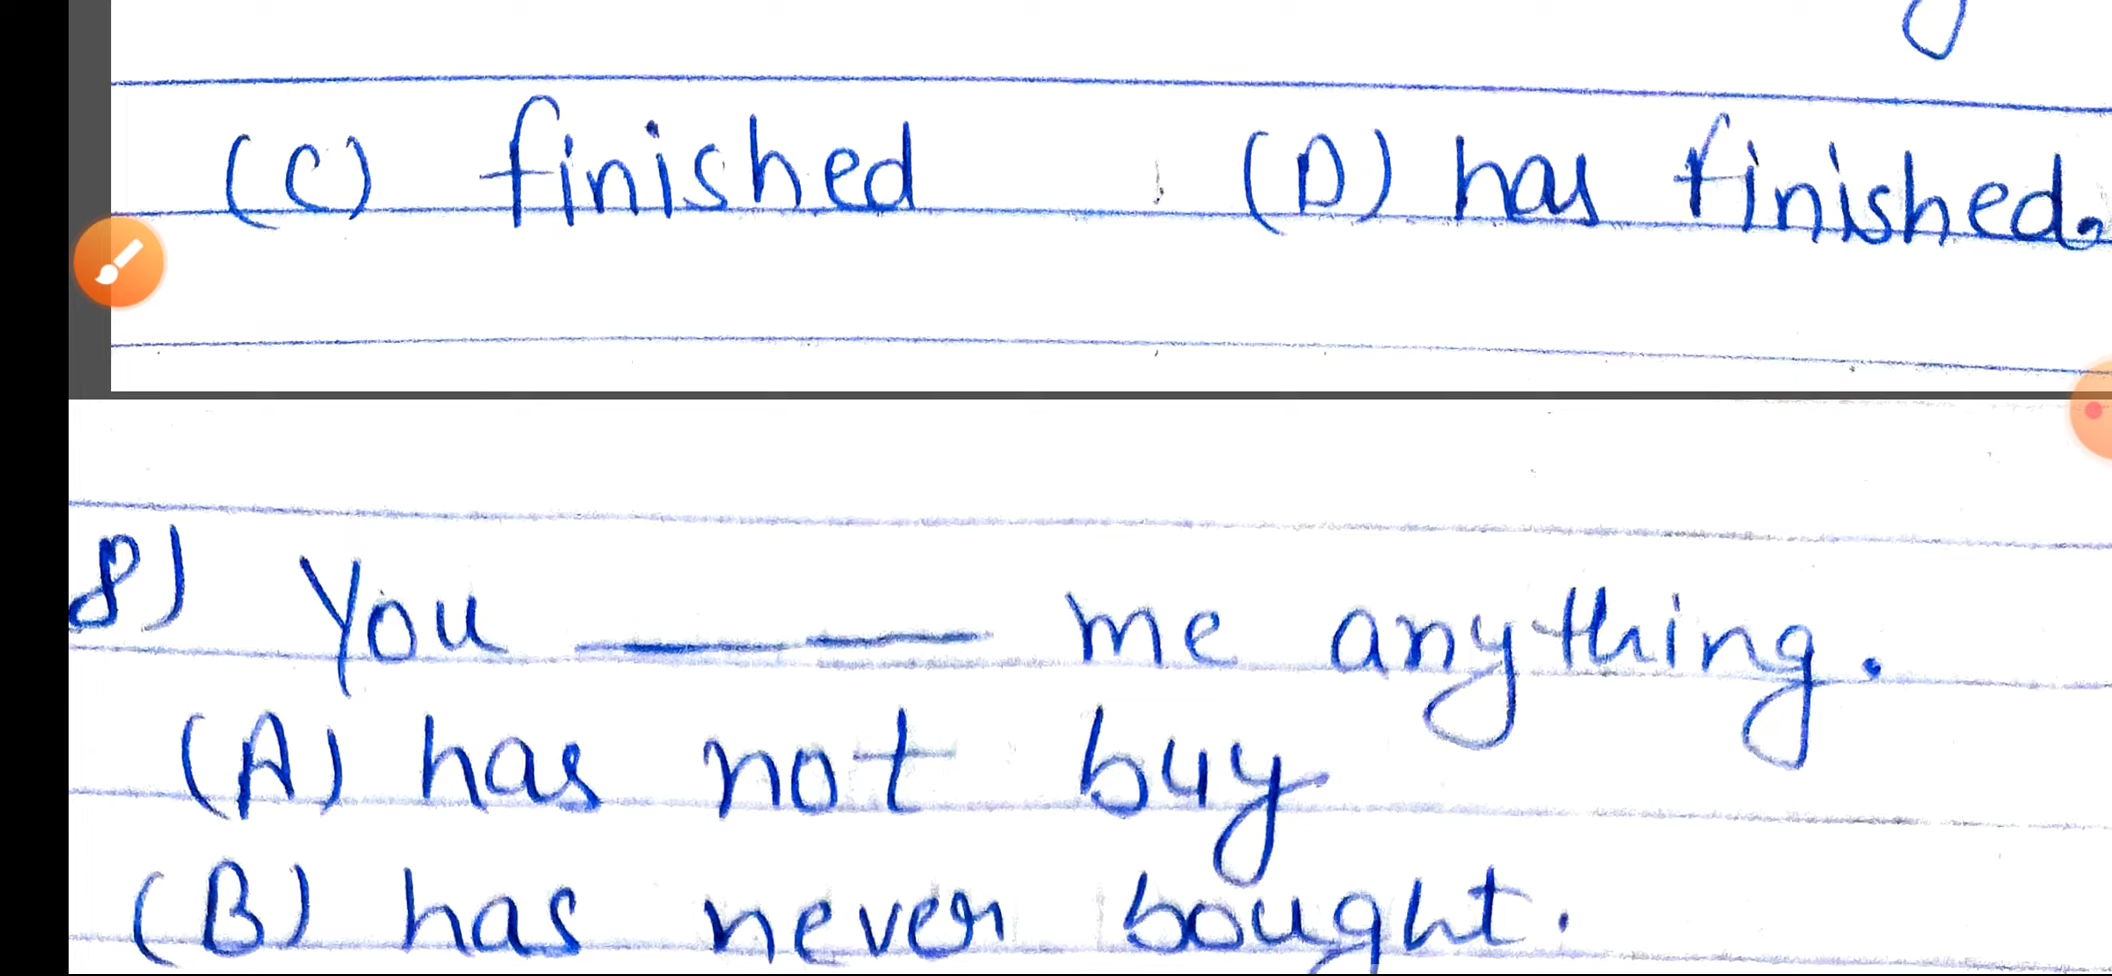 (C) finished (D) has finished.
8) You ______ me anything.
(A) has not buy
(B) has never bought.